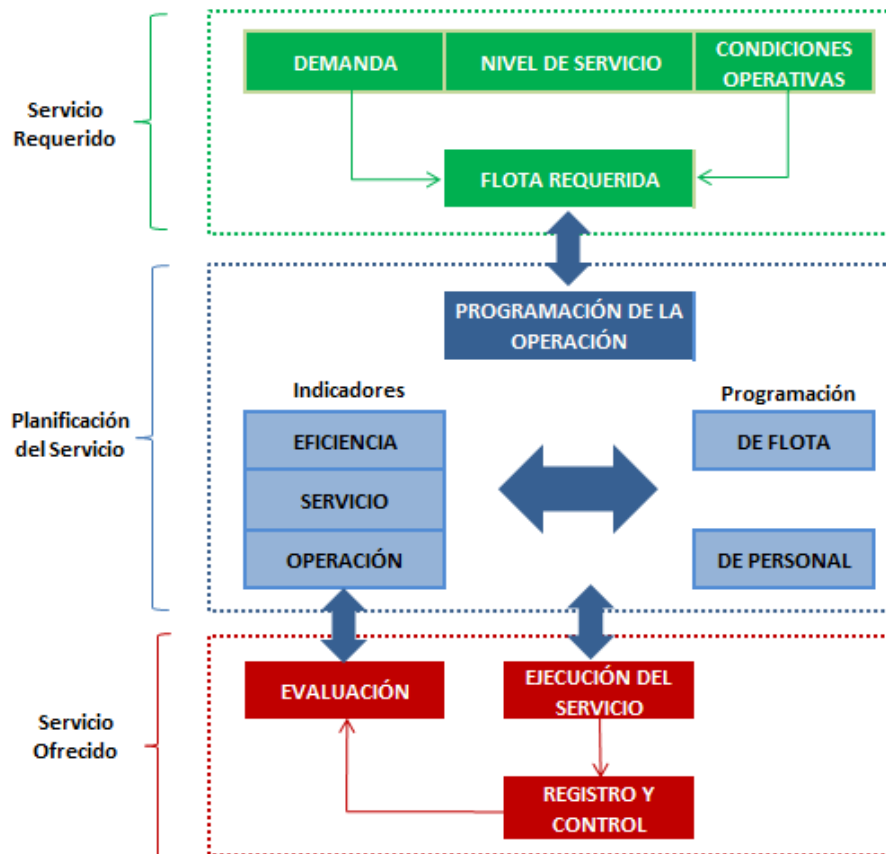 Servicio
Requerido
DEMANDA
NIVEL DE SERVICIO
CONDICIONES
OPERATIVAS
FLOTA REQUERIDA
Planificación
del Servicio
PROGRAMACIÓN DE LA
OPERACIÓN
Indicadores
EFICIENCIA
SERVICIO
OPERACIÓN
Programación
DE FLOTA
DE PERSONAL
Servicio
Ofrecido
EVALUACIÓN
EJECUCIÓN DEL
SERVICIO
REGISTRO Y
CONTROL